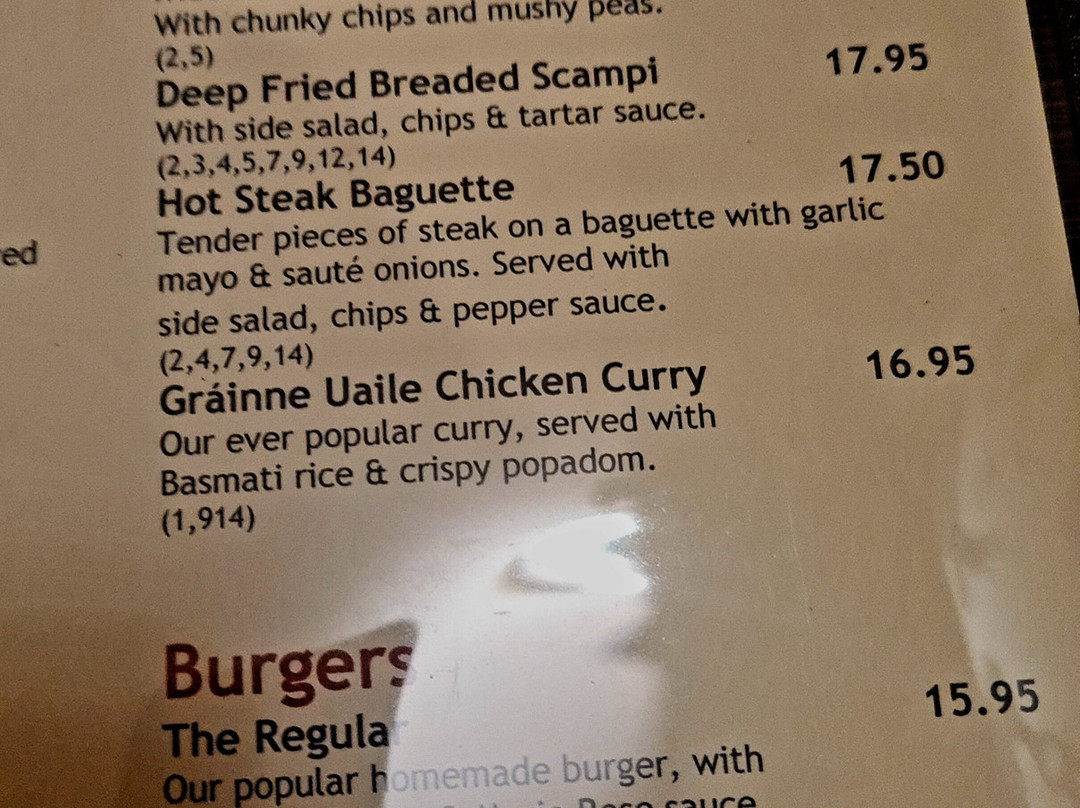 With chunky chips and mushy peas.
(2,5)
Deep Fried Breaded Scampi 17.95
With side salad, chips & tartar sauce.
(2,3,4,5,7,9,12,14)
Hot Steak Baguette 17.50
Tender pieces of steak on a baguette with garlic
mayo & sauté onions. Served with
side salad, chips & pepper sauce.
(2,4,7,9,14)
Gráinne Uaile Chicken Curry 16.95
Our ever popular curry, served with
Basmati rice & crispy popadom.
(1,914)
Burgers
The Regula 15.95
Our popular homemade burger, with
sauce